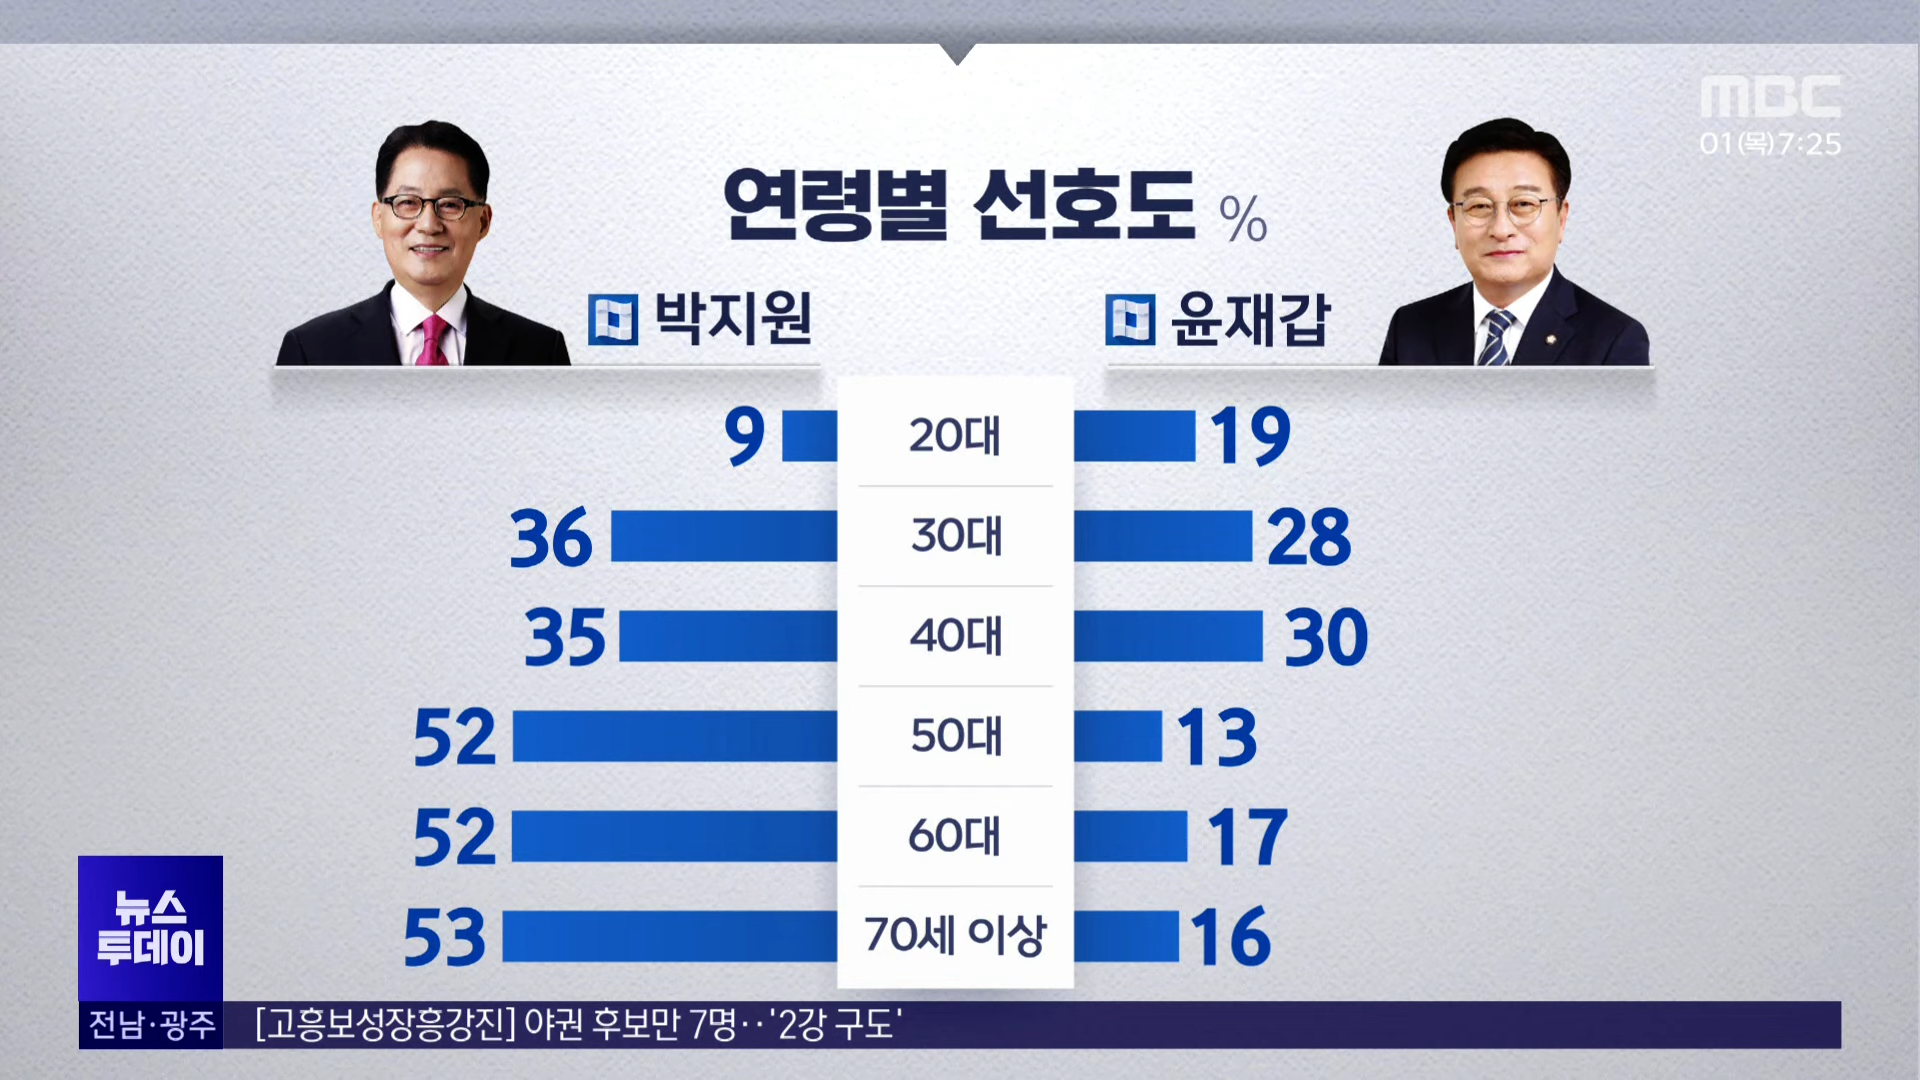 MBC
01(목)7:25
연령별 선호도 %
박지원
윤재갑
9 20대 19
36 30대 28
35 40대 30
52 50대 13
52 60대 17
53 70세 이상 16
뉴스
투데이
전남·광주 [고흥보성장흥강진] 야권 후보만 7명‥'2강 구도'